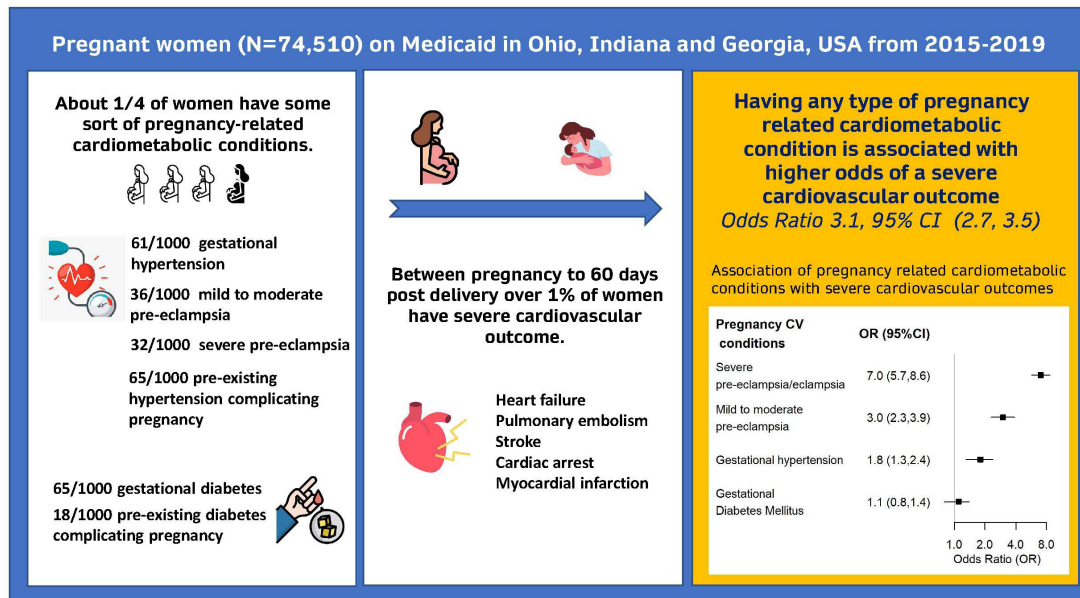 Pregnant women (N=74,510) on Medicaid in Ohio, Indiana and Georgia, USA from 2015-2019
About 1/4 of women have some
sort of pregnancy-related
cardiometabolic conditions.
61/1000 gestational
hypertension
36/1000 mild to moderate
pre-eclampsia
32/1000 severe pre-eclampsia
65/1000 pre-existing
hypertension complicating
pregnancy
65/1000 gestational diabetes
18/1000 pre-existing diabetes
complicating pregnancy
Between pregnancy to 60 days
post delivery over 1% of women
have severe cardiovascular
outcome.
Heart failure
Pulmonary embolism
Stroke
Cardiac arrest
Myocardial infarction
Having any type of pregnancy
related cardiometabolic
condition is associated with
higher odds of a severe
cardiovascular outcome
Odds Ratio 3.1, 95% CI (2.7, 3.5)
Association of pregnancy related cardiometabolic
conditions with severe cardiovascular outcomes
Pregnancy CV
conditions
OR (95%CI)
Severe
pre-eclampsia/eclampsia
7.0 (5.7,8.6)
Mild to moderate
pre-eclampsia
3.0 (2.3,3.9)
Gestational hypertension
1.8 (1.3,2.4)
Gestational
Diabetes Mellitus
1.1 (0.8,1.4)
1.0 2.0 4.0 8.0
Odds Ratio (OR)